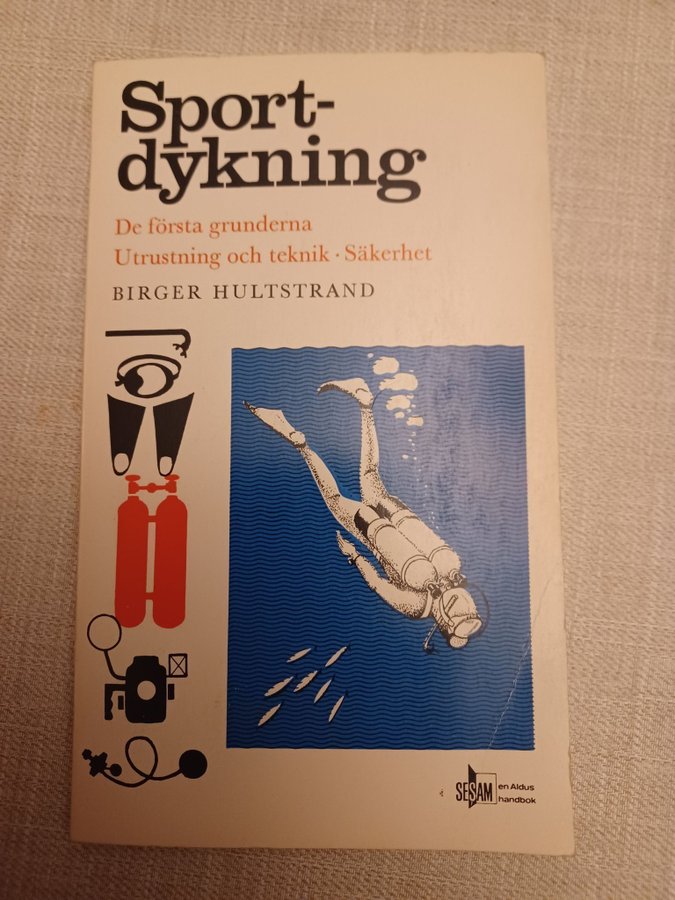 Sport-
dykning
De första grunderna
Utrustning och teknik · Säkerhet
BIRGER HULTSTRAND
SESAM
en Aldus
handbok